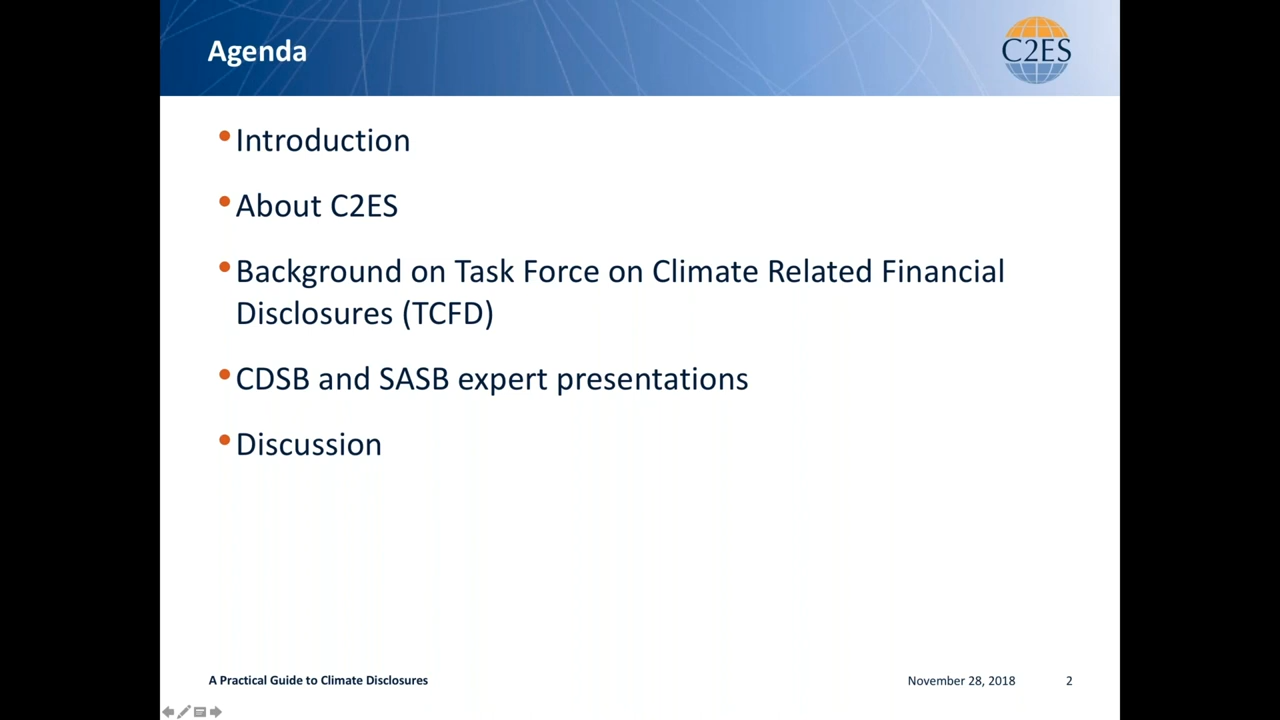 Agenda
C2ES
• Introduction
• About C2ES
• Background on Task Force on Climate Related Financial
Disclosures (TCFD)
• CDSB and SASB expert presentations
• Discussion
A Practical Guide to Climate Disclosures
November 28, 2018
2